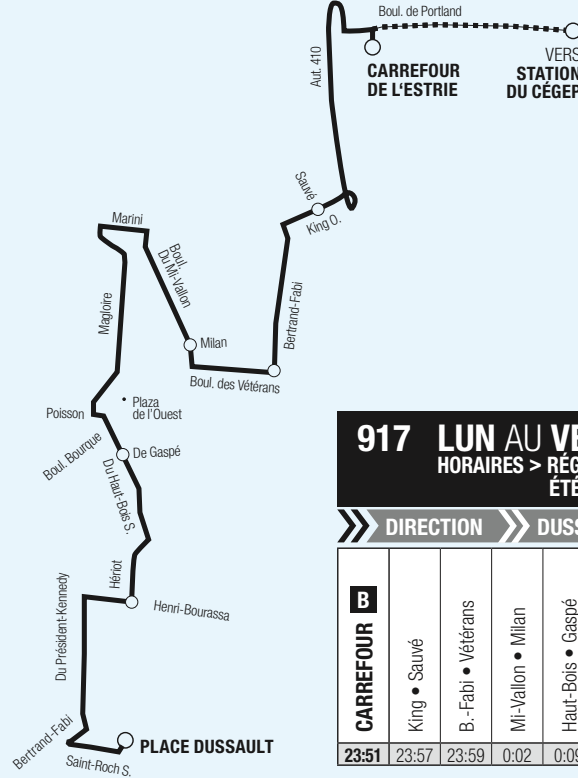 Boul. de Portland
VERS
STATION
DU CÉGEP
CARREFOUR
DE L'ESTRIE
Aut. 410
Sauvé
King O.
Marini
Boul.
Du Mi-Vallon
Magloire
Bertrand-Fabi
Milan
Boul. des Vétérans
Plaza
de l'Ouest
Poisson
Boul. Bourque
De Gaspé
Du Haut-Bois S.
Hériot
Henri-Bourassa
Du Président-Kennedy
Bertrand-Fabi
Saint-Roch S.
PLACE DUSSAULT
917 LUN AU
HORAIRES >
ÉTÉ
DIRECTION
CARREFOUR B
King • Sauvé
B.-Fabi • Vétérans
Mi-Vallon • Milan
Haut-Bois • Gaspé
23:51 23:57 23:59 0:02